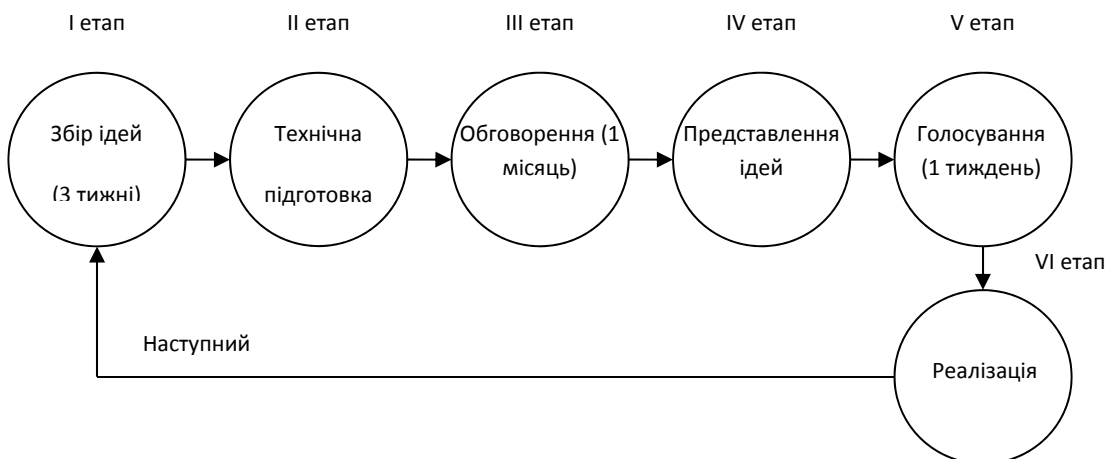 I етап
II етап
III етап
IV етап
V етап
Збір ідей
(3 тижні)
Технічна
підготовка
Обговорення (1
місяць)
Представлення
ідей
Голосування
(1 тиждень)
VI етап
Наступний
Реалізація